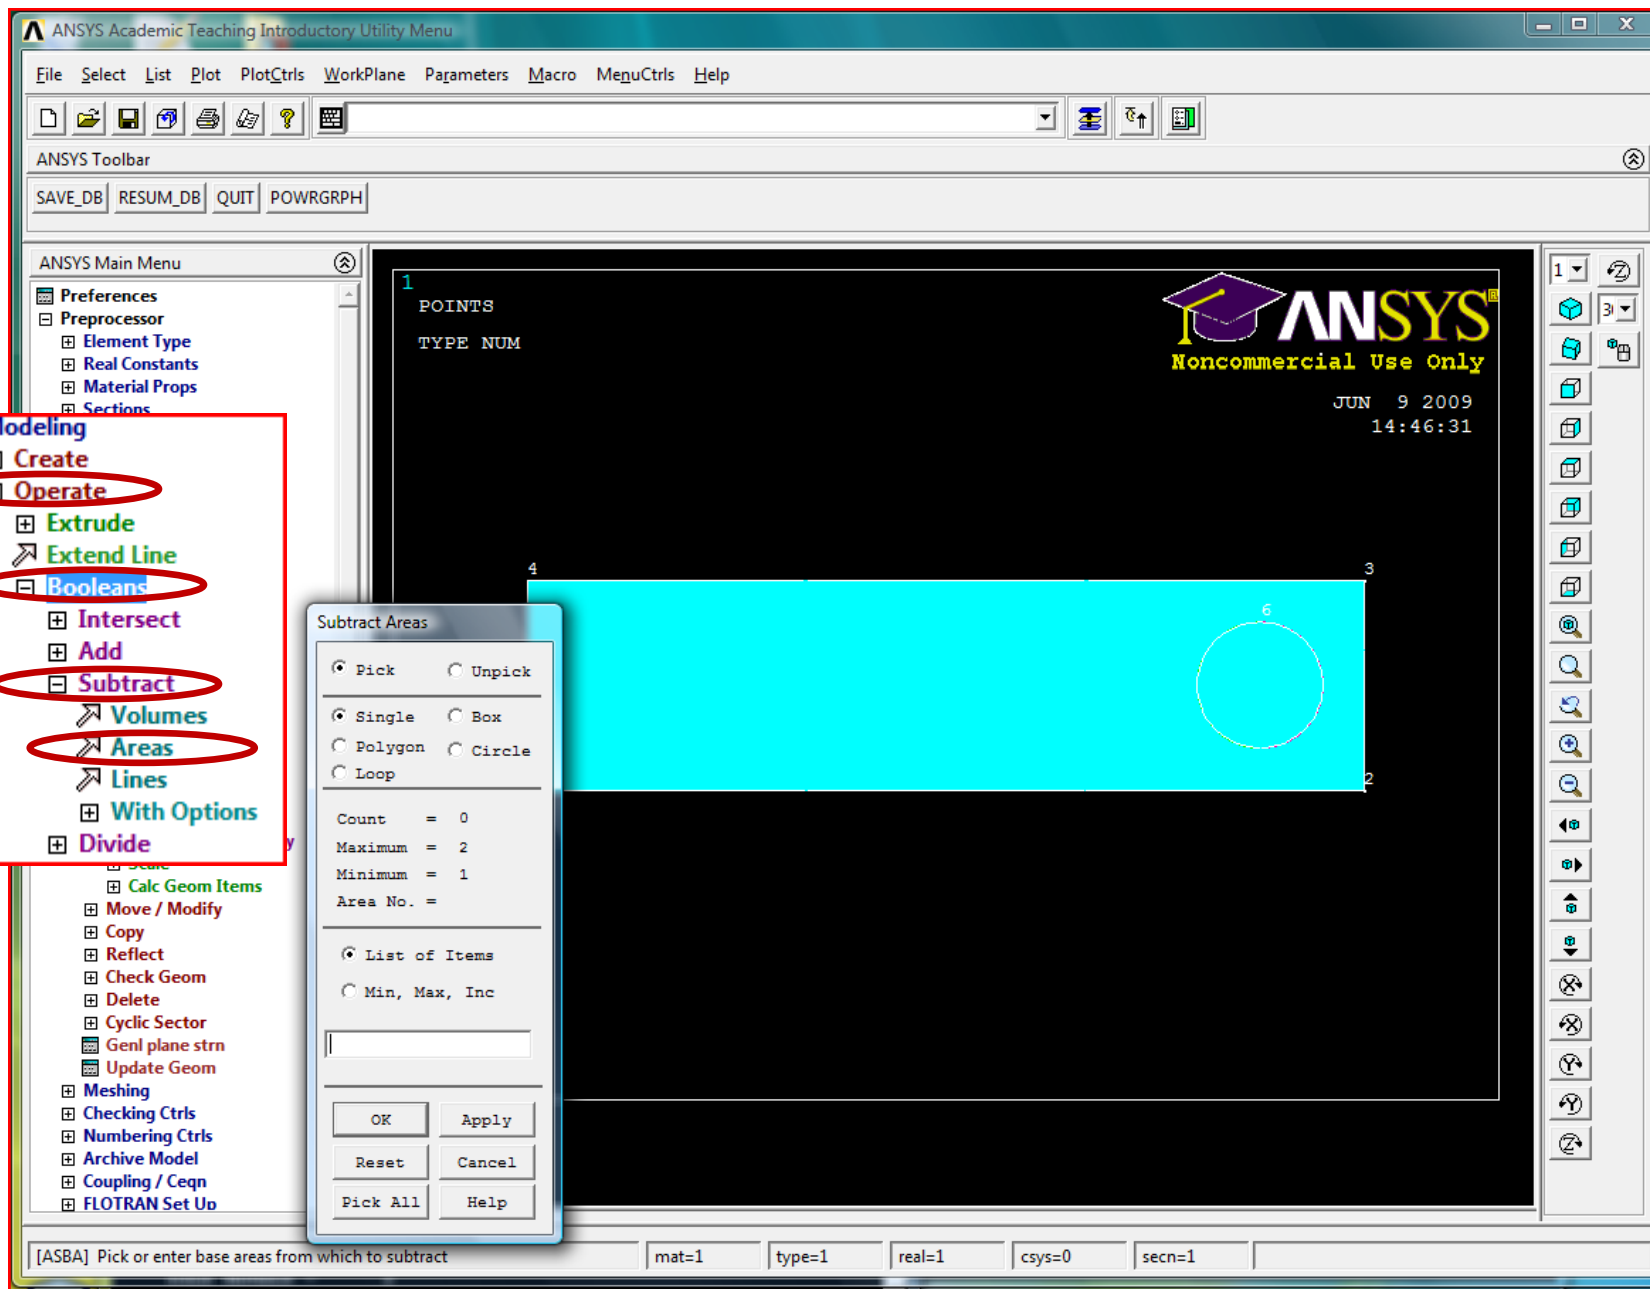 ANSYS Academic Teaching Introductory Utility Menu
File Select List Plot PlotCtrls WorkPlane Parameters Macro MenuCtrls Help
ANSYS Toolbar
SAVE_DB RESUM_DB QUIT POWRGRPH
ANSYS Main Menu
Preferences
Preprocessor
Element Type
Real Constants
Material Props
Sections
Modeling
Create
Operate
Extrude
Extend Line
Booleans
Intersect
Add
Subtract
Volumes
Areas
Lines
With Options
Divide
Scale
Calc Geom Items
Move / Modify
Copy
Reflect
Check Geom
Delete
Cyclic Sector
Genl plane strn
Update Geom
Meshing
Checking Ctrls
Numbering Ctrls
Archive Model
Coupling / Ceqn
FLOTRAN Set Up
Subtract Areas
Pick Unpick
Single Box
Polygon Circle
Loop
Count = 0
Maximum = 2
Minimum = 1
Area No. =
List of Items
Min, Max, Inc
OK Apply
Reset Cancel
Pick All Help
1
POINTS
TYPE NUM
ANSYS®
Noncommercial Use Only
JUN 9 2009
14:46:31
4 3
6
2
1
[ASBA] Pick or enter base areas from which to subtract mat=1 type=1 real=1 csys=0 secn=1